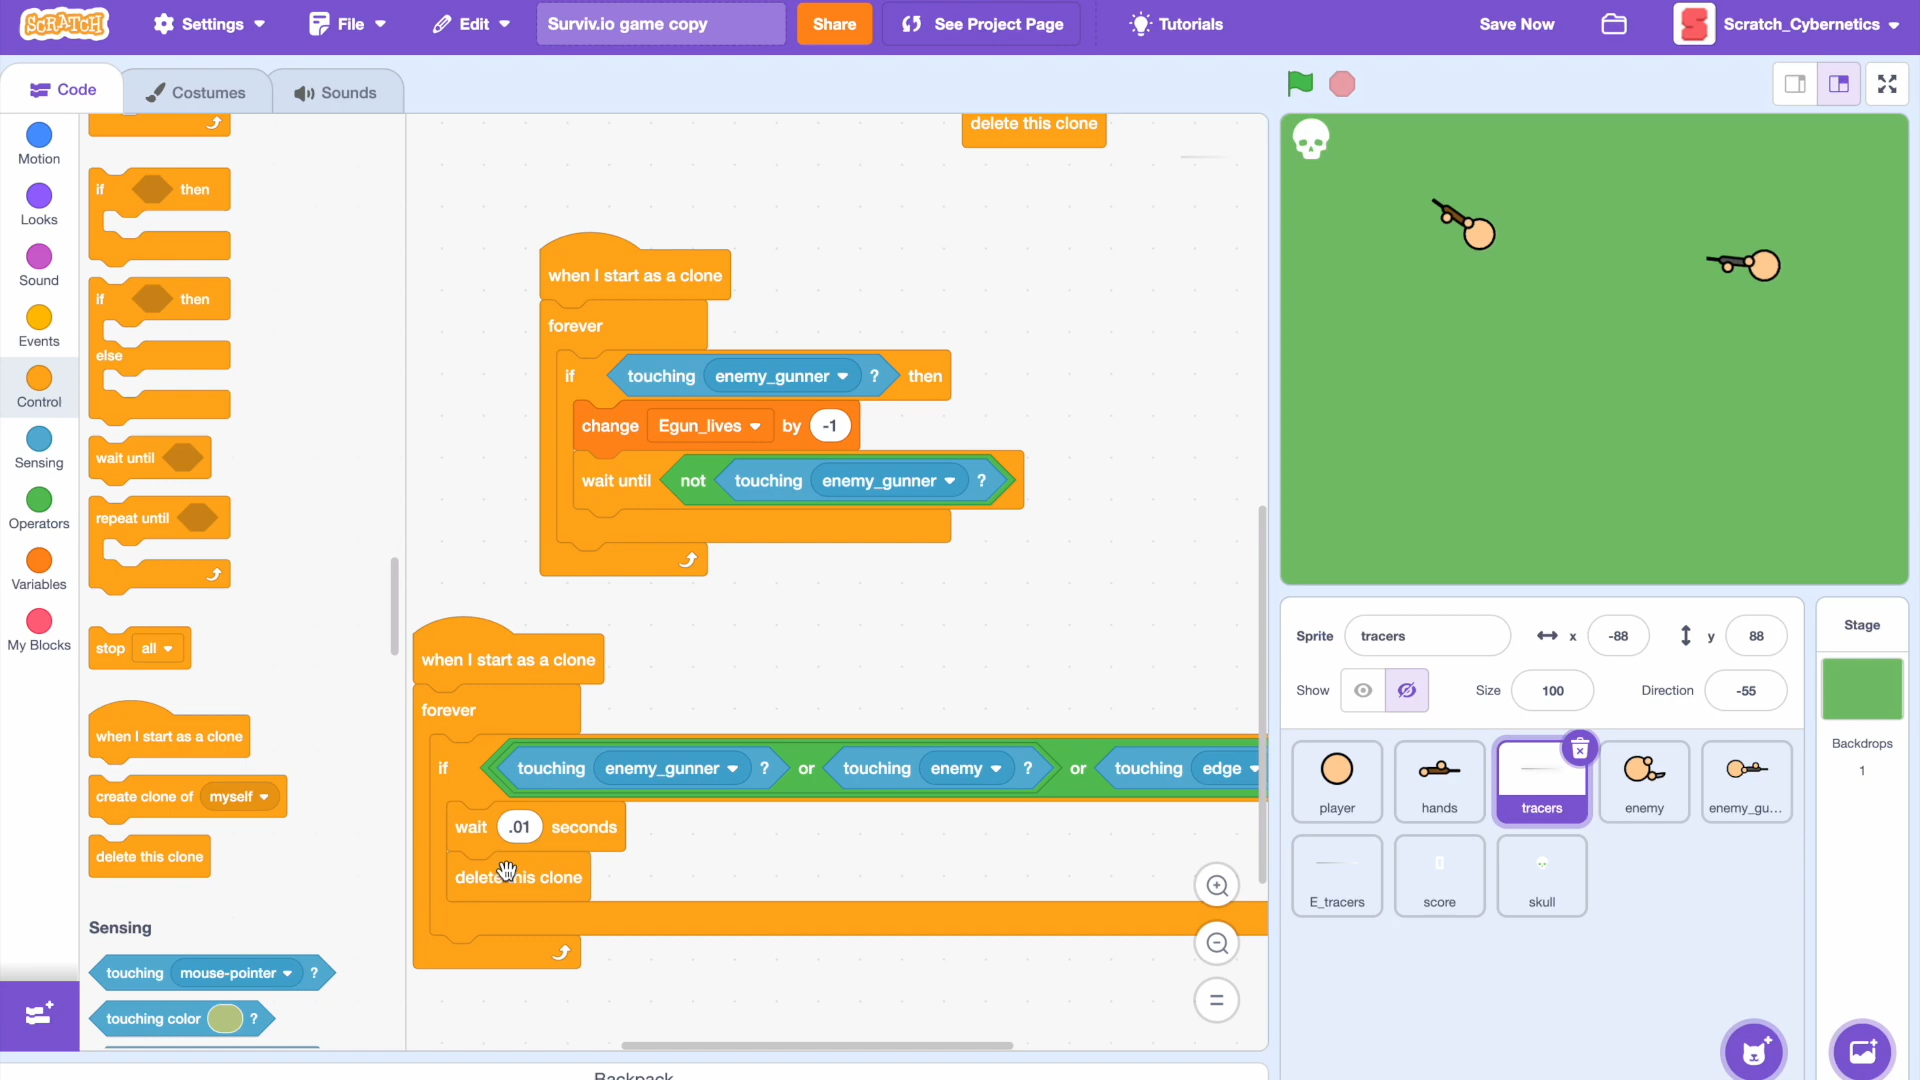 SCRATCH Settings File Edit Surviv.io game copy Share See Project Page Tutorials Save Now Scratch_Cybernetics
Code Costumes Sounds
Motion
Looks
Sound
Events
Control
Sensing
Operators
Variables
My Blocks
if then
if then
else
wait until
repeat until
stop all
when I start as a clone
create clone of myself
delete this clone
Sensing
touching mouse-pointer ?
touching color ?
delete this clone
when I start as a clone
forever
if touching enemy_gunner ? then
change Egun_lives by -1
wait until not touching enemy_gunner ?
when I start as a clone
forever
if touching enemy_gunner ? or touching enemy ? or touching edge
wait .01 seconds
delete this clone
Backpack
Sprite tracers x -88 y 88
Show Size 100 Direction -55
player
hands
tracers
enemy
enemy_gu...
E_tracers
score
skull
Stage
Backdrops
1